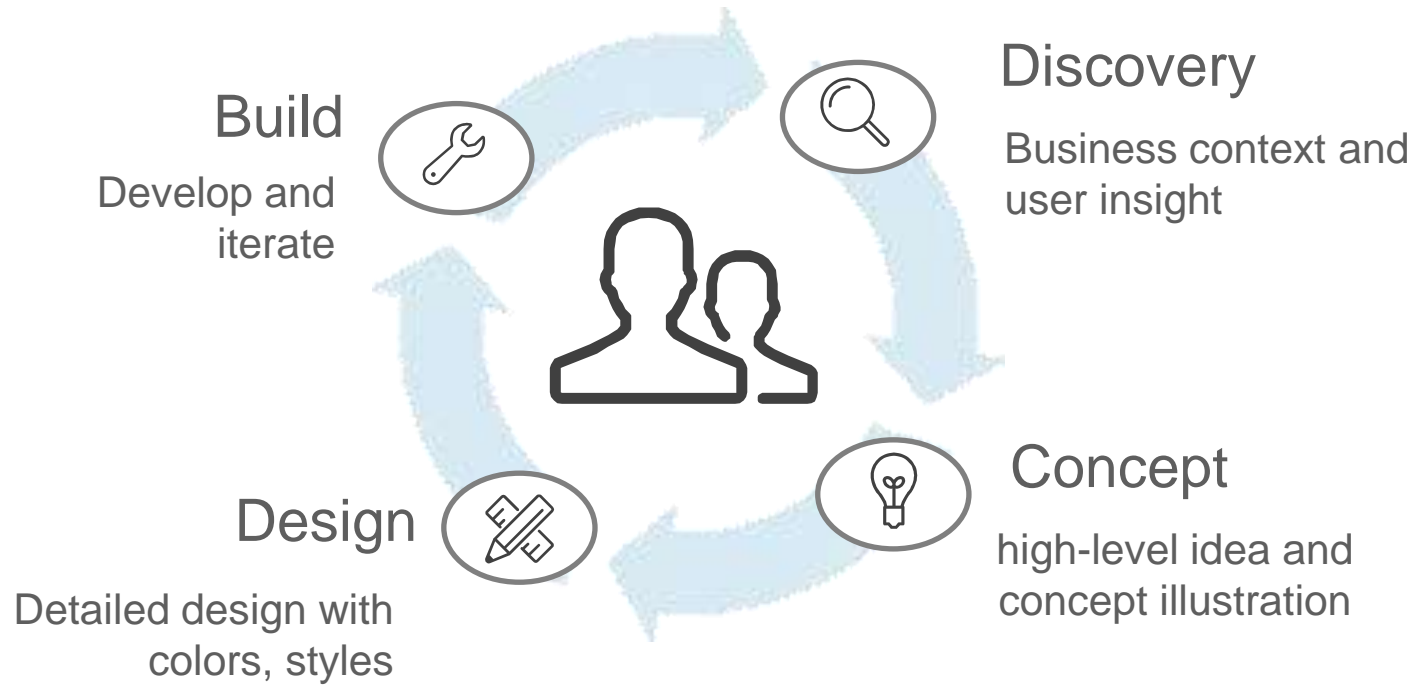 Discovery
Business context and
user insight
Concept
high-level idea and
concept illustration
Design
Detailed design with
colors, styles
Build
Develop and
iterate